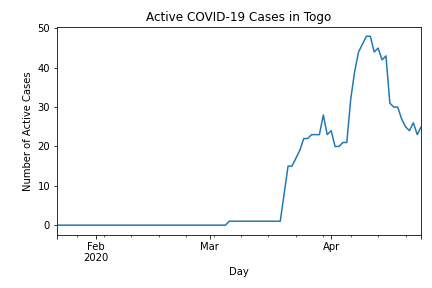 Active COVID-19 Cases in Togo
50
40
30
20
10
0
Number of Active Cases
Feb
2020
Mar
Apr
Day